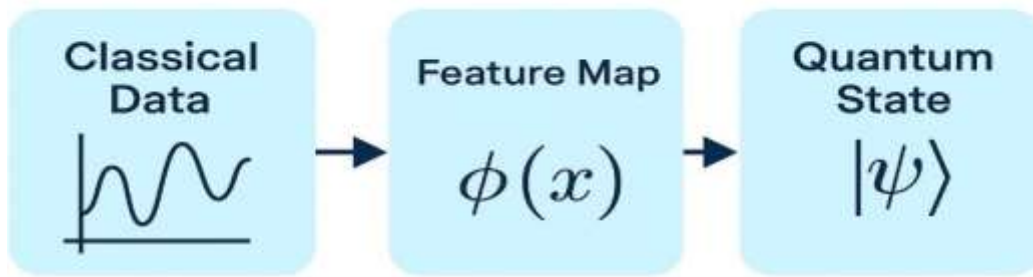 Classical
Data
Feature Map
ϕ(x)
Quantum
State
|ψ⟩